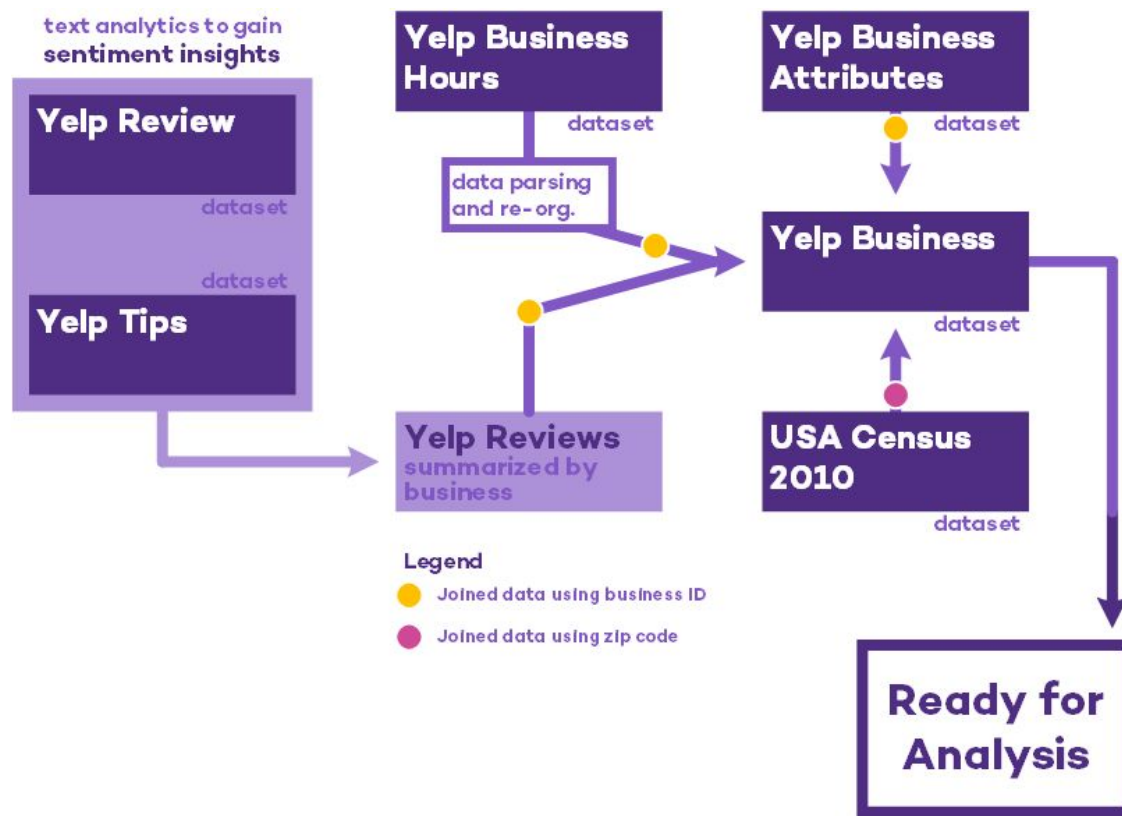 text analytics to gain
sentiment insights
Yelp Review
dataset
dataset
Yelp Tips
Yelp Business
Hours
dataset
data parsing
and re-org.
Yelp Reviews
summarized by
business
Yelp Business
Attributes
dataset
Yelp Business
dataset
USA Census
2010
dataset
Legend
Joined data using business ID
Joined data using zip code
Ready for
Analysis